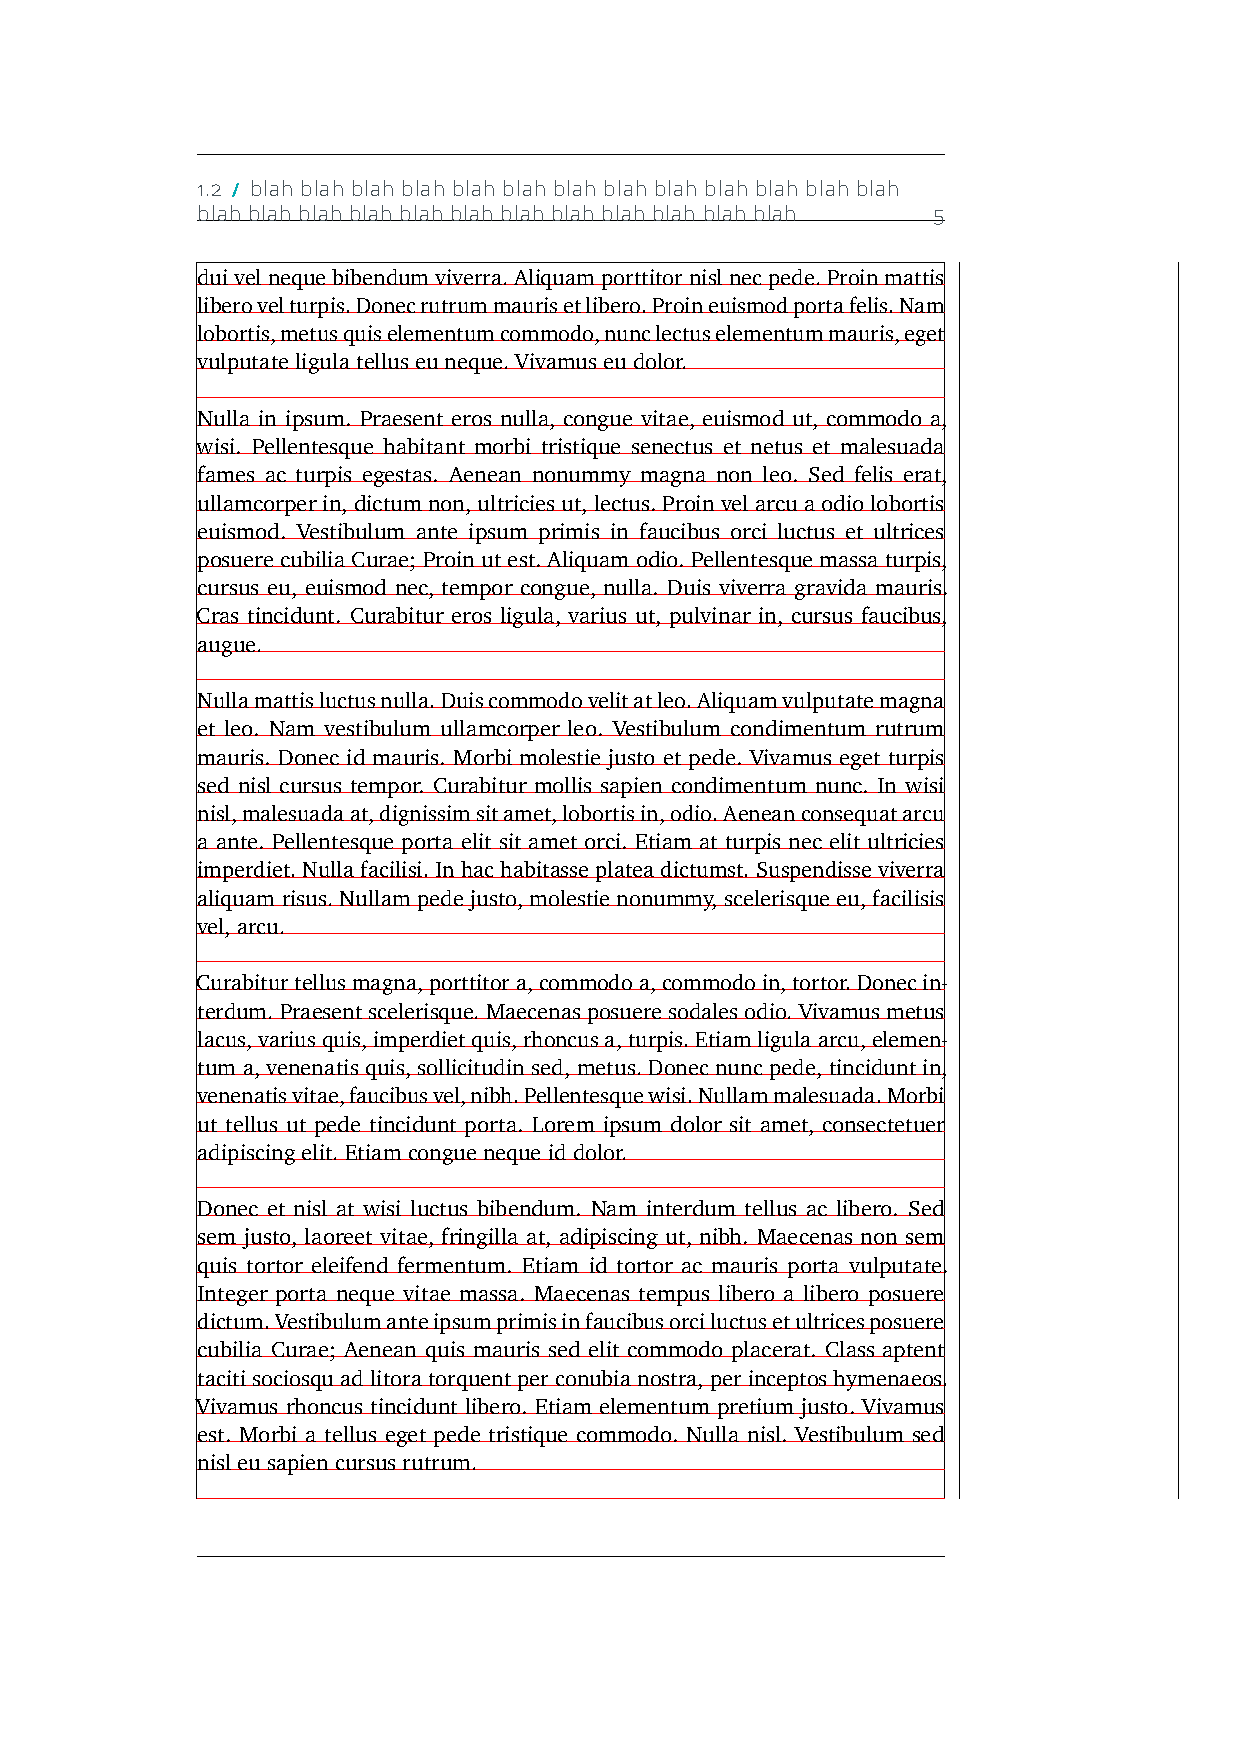 1.2 / blah blah blah blah blah blah blah blah blah blah blah blah blah
blah blah blah blah blah blah blah blah blah blah blah blah 5
dui vel neque bibendum viverra. Aliquam porttitor nisl nec pede. Proin mattis
libero vel turpis. Donec rutrum mauris et libero. Proin euismod porta felis. Nam
lobortis, metus quis elementum commodo, nunc lectus elementum mauris, eget
vulputate ligula tellus eu neque. Vivamus eu dolor.
Nulla in ipsum. Praesent eros nulla, congue vitae, euismod ut, commodo a,
wisi. Pellentesque habitant morbi tristique senectus et netus et malesuada
fames ac turpis egestas. Aenean nonummy magna non leo. Sed felis erat,
ullamcorper in, dictum non, ultricies ut, lectus. Proin vel arcu a odio lobortis
euismod. Vestibulum ante ipsum primis in faucibus orci luctus et ultrices
posuere cubilia Curae; Proin ut est. Aliquam odio. Pellentesque massa turpis,
cursus eu, euismod nec, tempor congue, nulla. Duis viverra gravida mauris.
Cras tincidunt. Curabitur eros ligula, varius ut, pulvinar in, cursus faucibus,
augue.
Nulla mattis luctus nulla. Duis commodo velit at leo. Aliquam vulputate magna
et leo. Nam vestibulum ullamcorper leo. Vestibulum condimentum rutrum
mauris. Donec id mauris. Morbi molestie justo et pede. Vivamus eget turpis
sed nisl cursus tempor. Curabitur mollis sapien condimentum nunc. In wisi
nisl, malesuada at, dignissim sit amet, lobortis in, odio. Aenean consequat arcu
a ante. Pellentesque porta elit sit amet orci. Etiam at turpis nec elit ultricies
imperdiet. Nulla facilisi. In hac habitasse platea dictumst. Suspendisse viverra
aliquam risus. Nullam pede justo, molestie nonummy, scelerisque eu, facilisis
vel, arcu.
Curabitur tellus magna, porttitor a, commodo a, commodo in, tortor. Donec in-
terdum. Praesent scelerisque. Maecenas posuere sodales odio. Vivamus metus
lacus, varius quis, imperdiet quis, rhoncus a, turpis. Etiam ligula arcu, elemen-
tum a, venenatis quis, sollicitudin sed, metus. Donec nunc pede, tincidunt in,
venenatis vitae, faucibus vel, nibh. Pellentesque wisi. Nullam malesuada. Morbi
ut tellus ut pede tincidunt porta. Lorem ipsum dolor sit amet, consectetuer
adipiscing elit. Etiam congue neque id dolor.
Donec et nisl at wisi luctus bibendum. Nam interdum tellus ac libero. Sed
sem justo, laoreet vitae, fringilla at, adipiscing ut, nibh. Maecenas non sem
quis tortor eleifend fermentum. Etiam id tortor ac mauris porta vulputate.
Integer porta neque vitae massa. Maecenas tempus libero a libero posuere
dictum. Vestibulum ante ipsum primis in faucibus orci luctus et ultrices posuere
cubilia Curae; Aenean quis mauris sed elit commodo placerat. Class aptent
taciti sociosqu ad litora torquent per conubia nostra, per inceptos hymenaeos.
Vivamus rhoncus tincidunt libero. Etiam elementum pretium justo. Vivamus
est. Morbi a tellus eget pede tristique commodo. Nulla nisl. Vestibulum sed
nisl eu sapien cursus rutrum.